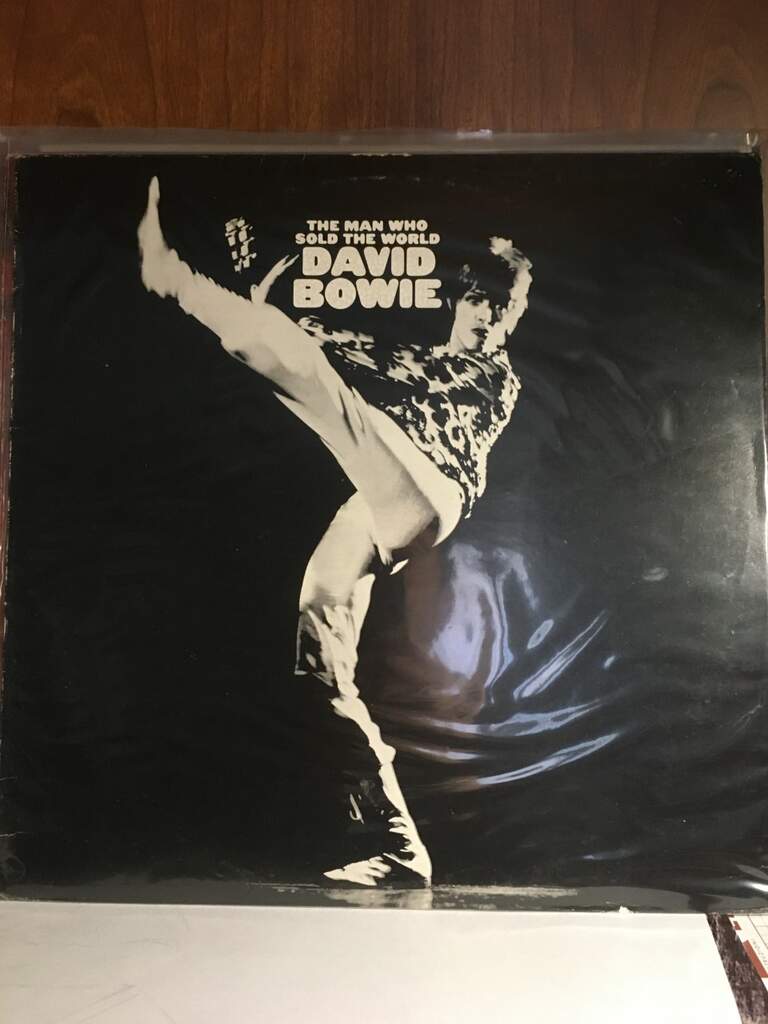 THE MAN WHO
SOLD THE WORLD
DAVID
BOWIE